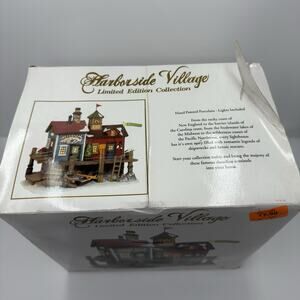 Harborside Village
Limited Edition Collection
Hand Painted Porcelain - Lights Included
From the rocky coast of
New England to the barrier islands of
the Carolina coast, from the freshwater lakes of
the Midwest to the wilderness coasts of
the Pacific Northwest, every lighthouse
has it's own story filled with romantic legends of
shipwrecks and heroic rescues.
Start your collection today and bring the majesty of
these beautiful shoreline terminals
into your home.
Harborside Village
Limited Edition Collection